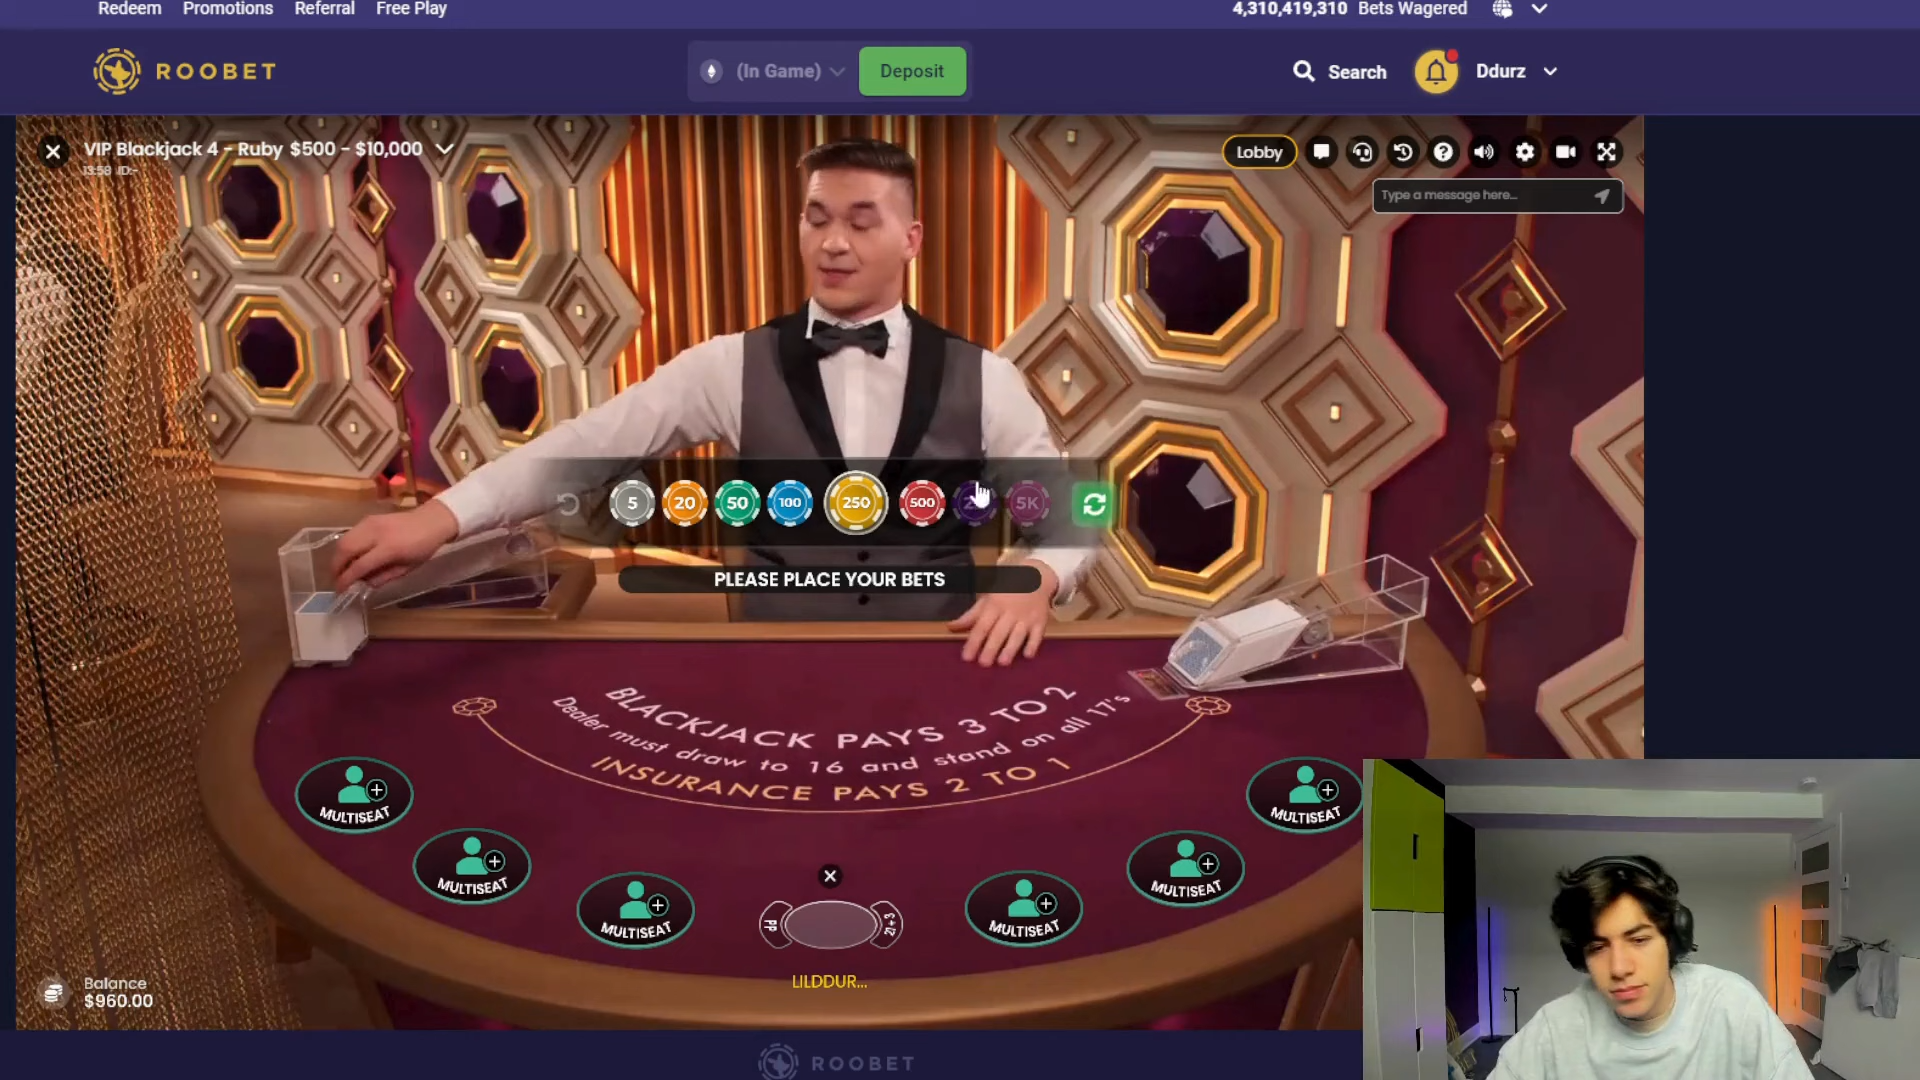 Redeem Promotions Referral Free Play
4,310,419,310 Bets Wagered
ROOBET
(In Game)
Deposit
Search
Ddurz
VIP Blackjack 4 - Ruby $500 - $10,000
13:58 ID:-
Lobby
Type a message here...
5 20 50 100 250 500 5K
PLEASE PLACE YOUR BETS
BLACKJACK PAYS 3 TO 2
Dealer must draw to 16 and stand on all 17's
INSURANCE PAYS 2 TO 1
MULTISEAT
MULTISEAT
MULTISEAT
PP
21+3
MULTISEAT
MULTISEAT
MULTISEAT
LILDDUR...
Balance
$960.00
ROOBET